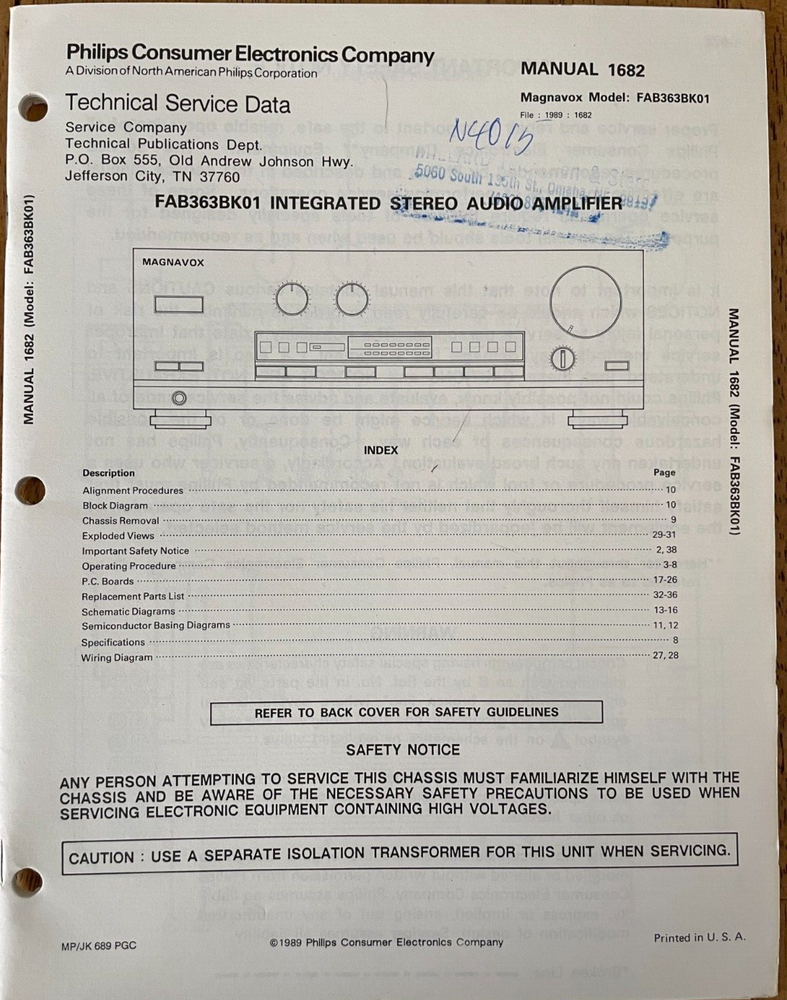 Philips Consumer Electronics Company
A Division of North American Philips Corporation
MANUAL 1682
Technical Service Data
Magnavox Model: FAB363BK01
File : 1989 : 1682
Service Company
Technical Publications Dept.
P.O. Box 555, Old Andrew Johnson Hwy.
Jefferson City, TN 37760
5060 South 135th St., Omaha,
FAB363BK01 INTEGRATED STEREO AUDIO AMPLIFIER
MAGNAVOX
MANUAL 1682 (Model: FAB363BK01)
MANUAL 1682 (Model: FAB363BK01)
INDEX
Description Page
Alignment Procedures 10
Block Diagram 10
Chassis Removal 9
Exploded Views 29-31
Important Safety Notice 2, 38
Operating Procedure 3-8
P.C. Boards 17-26
Replacement Parts List 32-36
Schematic Diagrams 13-16
Semiconductor Basing Diagrams 11, 12
Specifications 8
Wiring Diagram 27, 28
REFER TO BACK COVER FOR SAFETY GUIDELINES
SAFETY NOTICE
ANY PERSON ATTEMPTING TO SERVICE THIS CHASSIS MUST FAMILIARIZE HIMSELF WITH THE
CHASSIS AND BE AWARE OF THE NECESSARY SAFETY PRECAUTIONS TO BE USED WHEN
SERVICING ELECTRONIC EQUIPMENT CONTAINING HIGH VOLTAGES.
CAUTION : USE A SEPARATE ISOLATION TRANSFORMER FOR THIS UNIT WHEN SERVICING.
MP/JK 689 PGC
©1989 Philips Consumer Electronics Company
Printed in U. S. A.